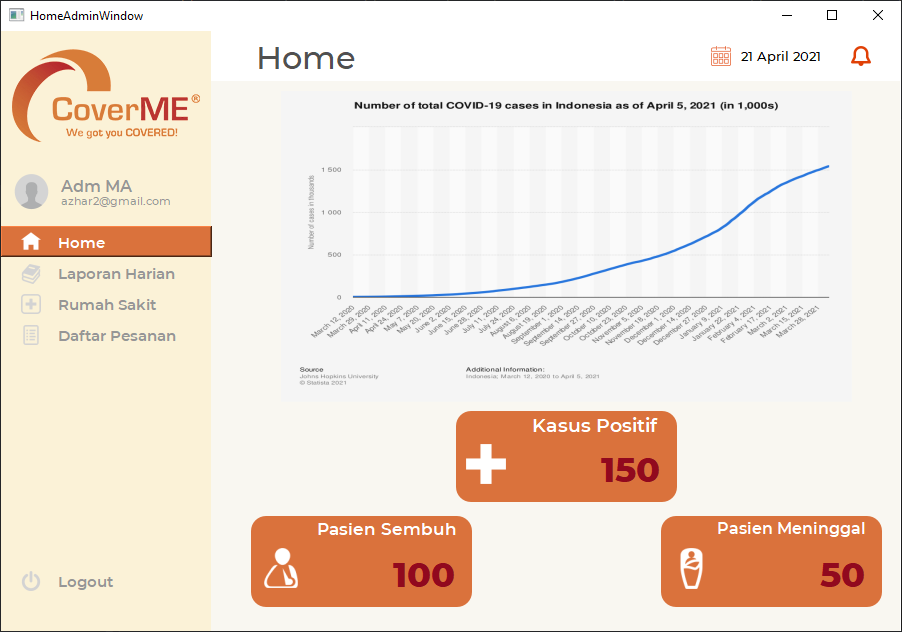 HomeAdminWindow
CoverME®
We got you COVERED!
Adm MA
azhar2@gmail.com
Home
Laporan Harian
Rumah Sakit
Daftar Pesanan
Logout
Home
21 April 2021
Number of total COVID-19 cases in Indonesia as of April 5, 2021 (in 1,000s)
Number of cases in thousands
1 500
1 000
500
0
March 12, 2020
March 29, 2020
April 11, 2020
April 24, 2020
May 7, 2020
May 20, 2020
June 2, 2020
June 15, 2020
June 28, 2020
July 11, 2020
July 24, 2020
August 6, 2020
August 19, 2020
September 1, 2020
September 14, 2020
September 27, 2020
October 10, 2020
October 23, 2020
November 5, 2020
November 18, 2020
December 1, 2020
December 14, 2020
December 27, 2020
January 9, 2021
January 22, 2021
February 4, 2021
February 17, 2021
March 2, 2021
March 15, 2021
March 28, 2021
Source
Johns Hopkins University
© Statista 2021
Additional Information:
Indonesia; March 12, 2020 to April 5, 2021
Kasus Positif
150
Pasien Sembuh
100
Pasien Meninggal
50